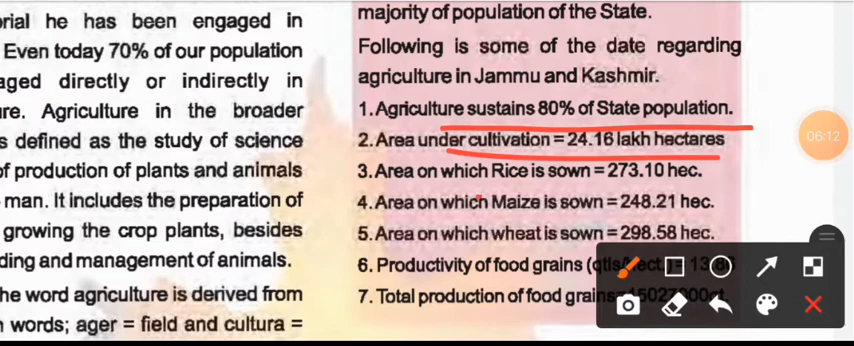 rial he has been engaged in
Even today 70% of our population
aged directly or indirectly in
re. Agriculture in the broader
s defined as the study of science
f production of plants and animals
man. It includes the preparation of
growing the crop plants, besides
ding and management of animals.
he word agriculture is derived from
words; ager = field and cultura =
majority of population of the State.
Following is some of the date regarding
agriculture in Jammu and Kashmir.
1. Agriculture sustains 80% of State population.
2. Area under cultivation = 24.16 lakh hectares
3. Area on which Rice is sown = 273.10 hec.
4. Area on which Maize is sown = 248.21 hec.
5. Area on which wheat is sown = 298.58 hec.
6. Productivity of food grains
7. Total production of food grains
06:12